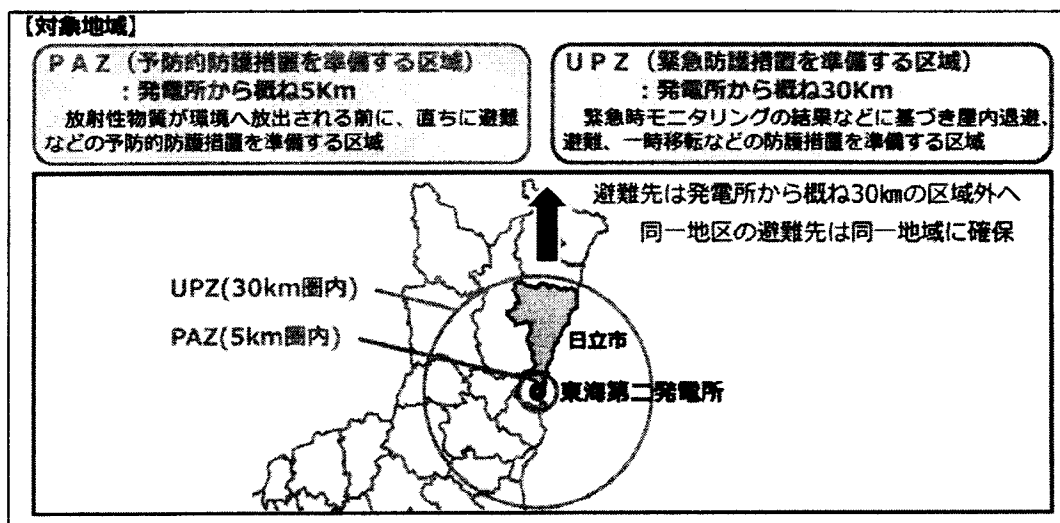 【対象地域】
PAZ（予防的防護措置を準備する区域）
：発電所から概ね5Km
放射性物質が環境へ放出される前に、直ちに避難
などの予防的防護措置を準備する区域
UPZ（緊急防護措置を準備する区域）
：発電所から概ね30Km
緊急時モニタリングの結果などに基づき屋内退避、
避難、一時移転などの防護措置を準備する区域
避難先は発電所から概ね30kmの区域外へ
同一地区の避難先は同一地域に確保
UPZ(30km圏内)
PAZ(5km圏内)
日立市
東海第二発電所